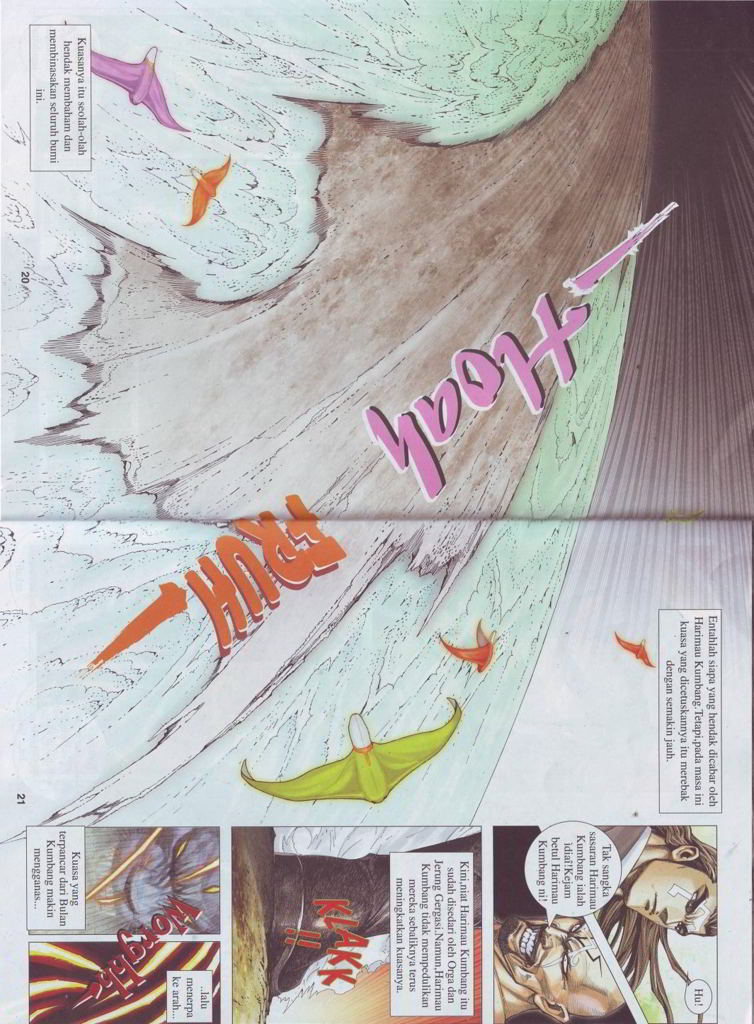 Entahlah siapa yang hendak dicabar oleh
Harimau Kumbang.Tetapi,pada masa ini
kuasa yang dicetuskannya itu merebak
dengan semakin jauh.
Hoah
TRUH
Kuasanya itu seolah-olah
hendak membaham dan
membinasakan seluruh bumi
ini.
20
Tak sangka
sasaran Harimau
Kumbang ialah
idia!Kejam
betul Harimau
Kumbang ni!
Hu!
Kini,niat Harimau Kumbang itu
sudah disedari oleh Orga dan
Jerung Gergasi.Namun,Harimau
Kumbang tidak mempedulikan
mereka sebaliknya terus
meningkatkan kuasanya.
KLAKK
!!
Kuasa yang
terpancar dari Bulan
Kumbang makin
mengganas...
..lalu
menerpa
ke arah...
21